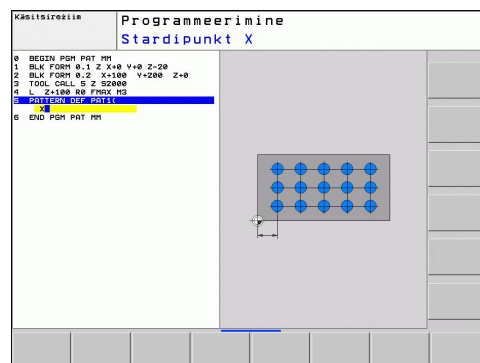 Käsitsirežiim
Programmeerimine
Stardipunkt X
0 BEGIN PGM PAT MM
1 BLK FORM 0.1 Z X+0 Y+0 Z-20
2 BLK FORM 0.2 X+100 Y+200 Z+0
3 TOOL CALL 5 Z S2000
4 L Z+100 R0 FMAX M3
5 PATTERN DEF PAT1(
X
6 END PGM PAT MM